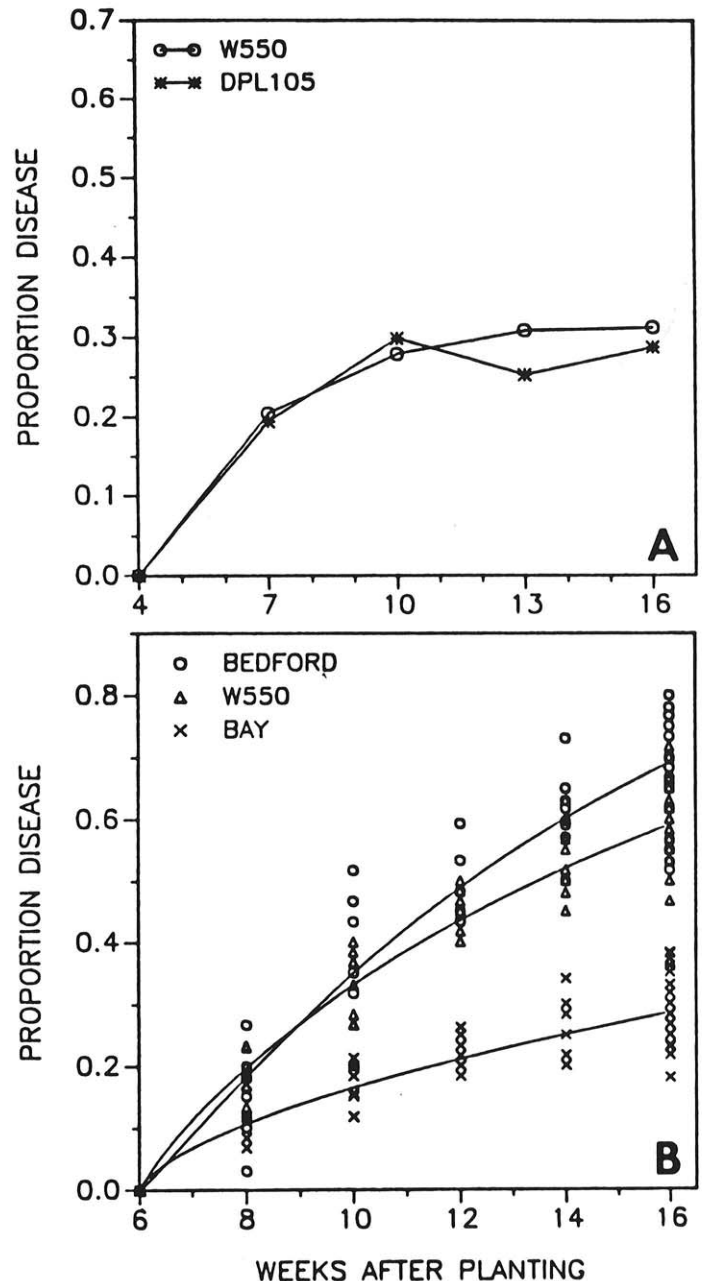 W550
DPL105
PROPORTION DISEASE
0.7
0.6
0.5
0.4
0.3
0.2
0.1
0.0
4 7 10 13 16
A
BEDFORD
W550
BAY
PROPORTION DISEASE
0.8
0.6
0.4
0.2
0.0
6 8 10 12 14 16
B
WEEKS AFTER PLANTING